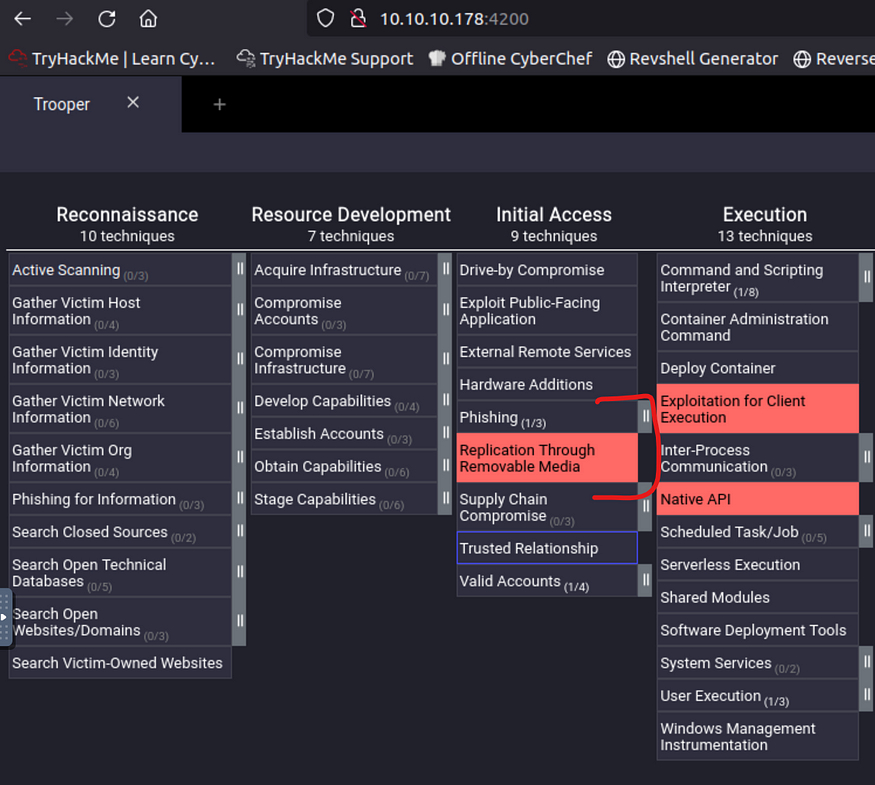 10.10.10.178:4200
TryHackMe | Learn Cy... TryHackMe Support Offline CyberChef Revshell Generator Reverse
Trooper
Reconnaissance
10 techniques
Active Scanning (0/3)
Gather Victim Host
Information (0/4)
Gather Victim Identity
Information (0/3)
Gather Victim Network
Information (0/6)
Gather Victim Org
Information (0/4)
Phishing for Information (0/3)
Search Closed Sources (0/2)
Search Open Technical
Databases (0/5)
Search Open
Websites/Domains (0/3)
Search Victim-Owned Websites
Resource Development
7 techniques
Acquire Infrastructure (0/7)
Compromise
Accounts (0/3)
Compromise
Infrastructure (0/7)
Develop Capabilities (0/4)
Establish Accounts (0/3)
Obtain Capabilities (0/6)
Stage Capabilities (0/6)
Initial Access
9 techniques
Drive-by Compromise
Exploit Public-Facing
Application
External Remote Services
Hardware Additions
Phishing (1/3)
Replication Through
Removable Media
Supply Chain
Compromise (0/3)
Trusted Relationship
Valid Accounts (1/4)
Execution
13 techniques
Command and Scripting
Interpreter (1/8)
Container Administration
Command
Deploy Container
Exploitation for Client
Execution
Inter-Process
Communication (0/3)
Native API
Scheduled Task/Job (0/5)
Serverless Execution
Shared Modules
Software Deployment Tools
System Services (0/2)
User Execution (1/3)
Windows Management
Instrumentation